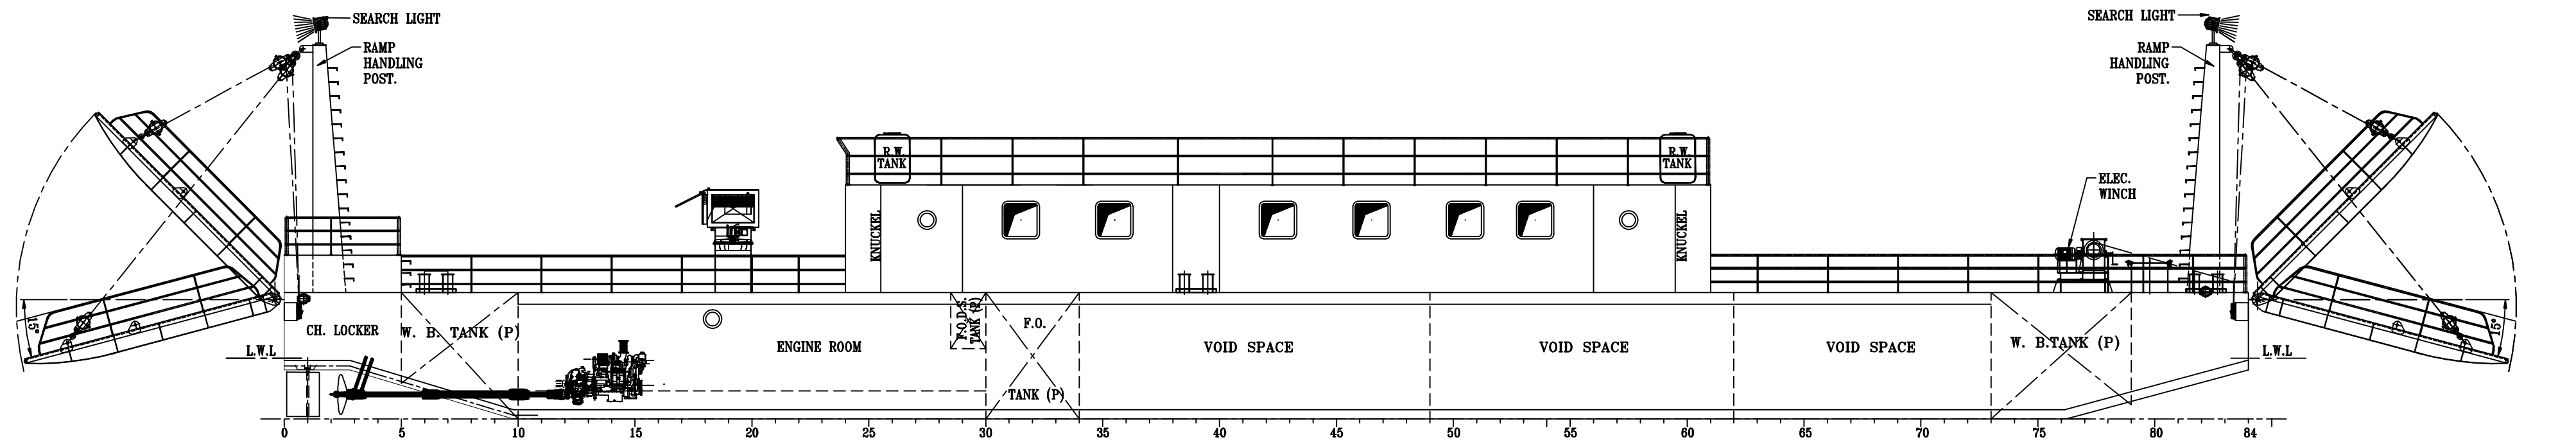 SEARCH LIGHT
SEARCH LIGHT
RAMP
HANDLING
POST.
RAMP
HANDLING
POST.
R.W.
TANK
R.W.
TANK
ELEC.
WINCH
KNUCKEL
KNUCKEL
15°
CH. LOCKER
W. B. TANK (P)
L.W.L
ENGINE ROOM
F.O.D.S.
TANK (P)
F.O.
TANK (P)
VOID SPACE
VOID SPACE
VOID SPACE
W. B.TANK (P)
L.W.L
15°
0 5 10 15 20 25 30 35 40 45 50 55 60 65 70 75 80 84